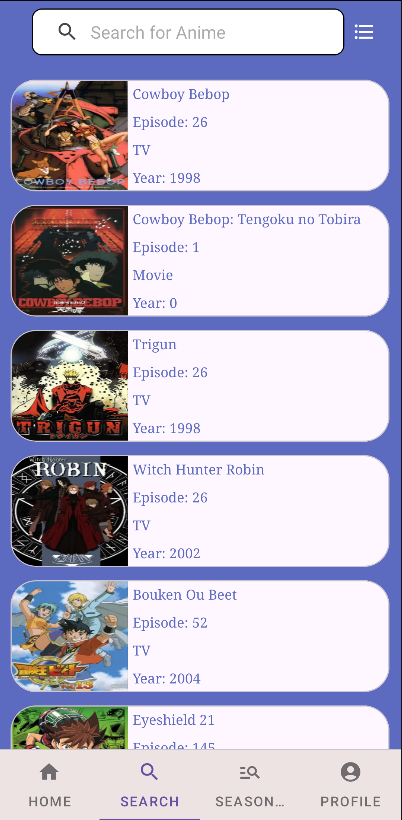 Search for Anime
Cowboy Bebop
Episode: 26
TV
Year: 1998
COWBOY BEBOP
Cowboy Bebop: Tengoku no Tobira
Episode: 1
Movie
Year: 0
COWBOY BEBOP
Trigun
Episode: 26
TV
Year: 1998
TRIGUN
Witch Hunter Robin
Episode: 26
TV
Year: 2002
Witch Hunter
ROBIN
Bouken Ou Beet
Episode: 52
TV
Year: 2004
Eyeshield 21
Episode: 145
HOME
SEARCH
SEASON...
PROFILE